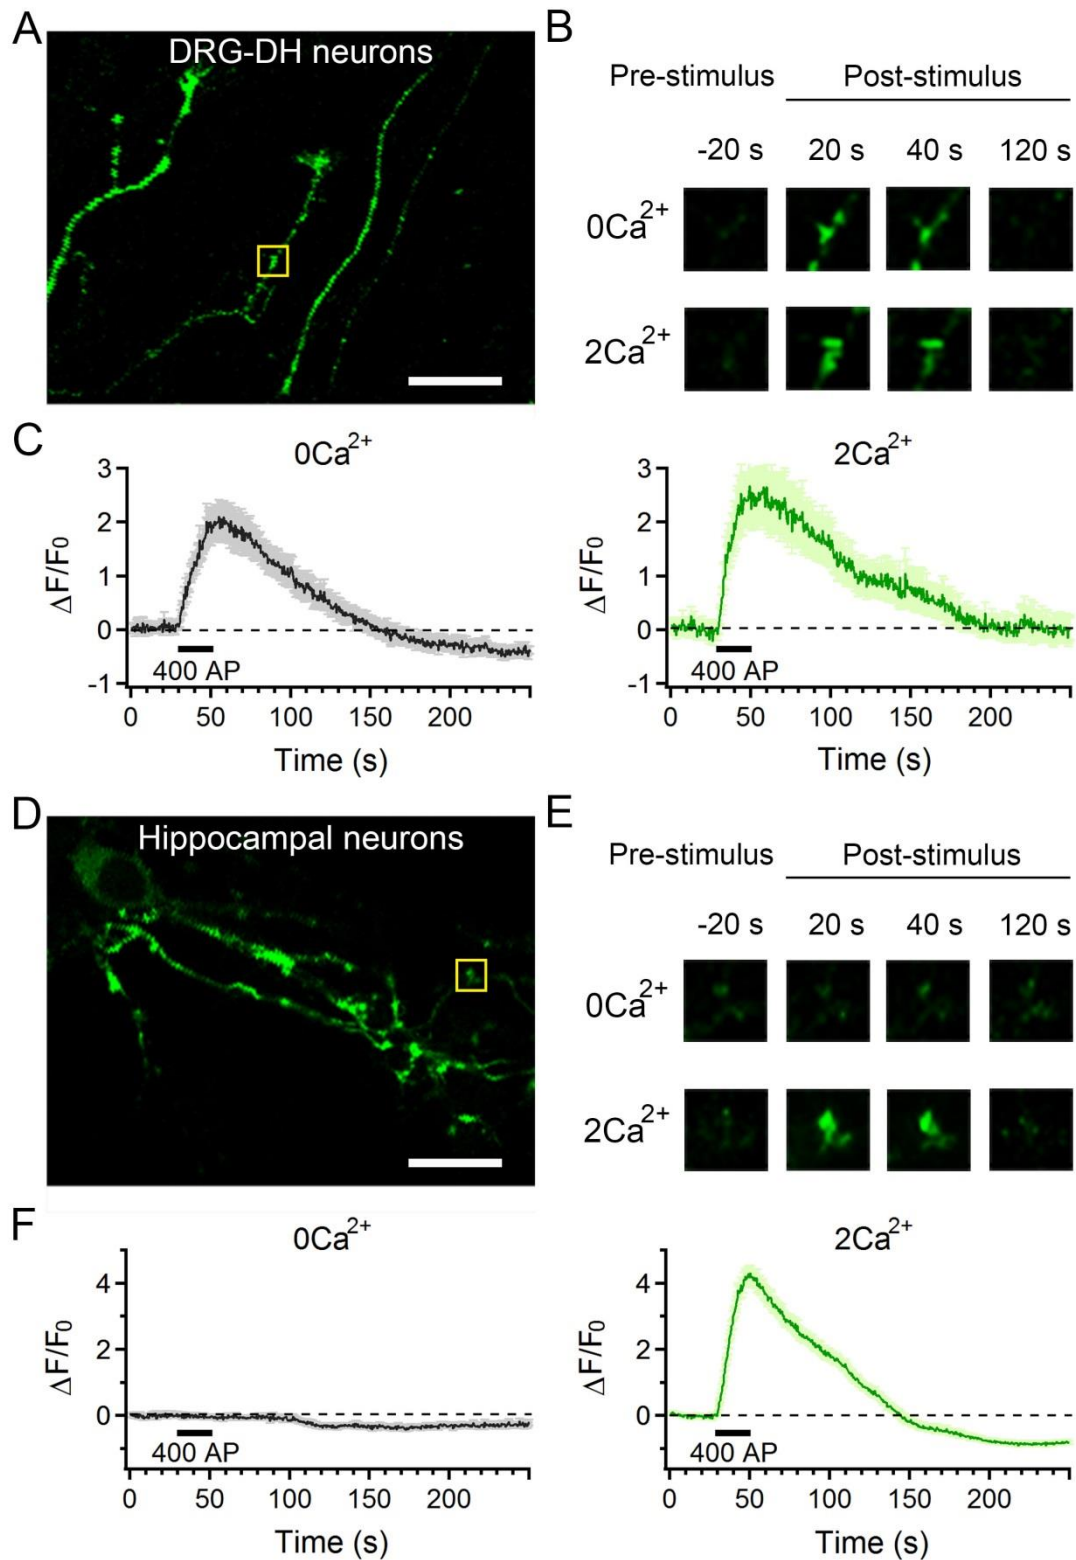 A
DRG-DH neurons
B
Pre-stimulus Post-stimulus
-20 s 20 s 40 s 120 s
0Ca²⁺
2Ca²⁺
C
0Ca²⁺
3
2
1
0
-1
ΔF/F₀
400 AP
0 50 100 150 200
Time (s)
2Ca²⁺
3
2
1
0
-1
ΔF/F₀
400 AP
0 50 100 150 200
Time (s)
D
Hippocampal neurons
E
Pre-stimulus Post-stimulus
-20 s 20 s 40 s 120 s
0Ca²⁺
2Ca²⁺
F
0Ca²⁺
4
2
0
ΔF/F₀
400 AP
0 50 100 150 200
Time (s)
2Ca²⁺
4
2
0
ΔF/F₀
400 AP
0 50 100 150 200
Time (s)